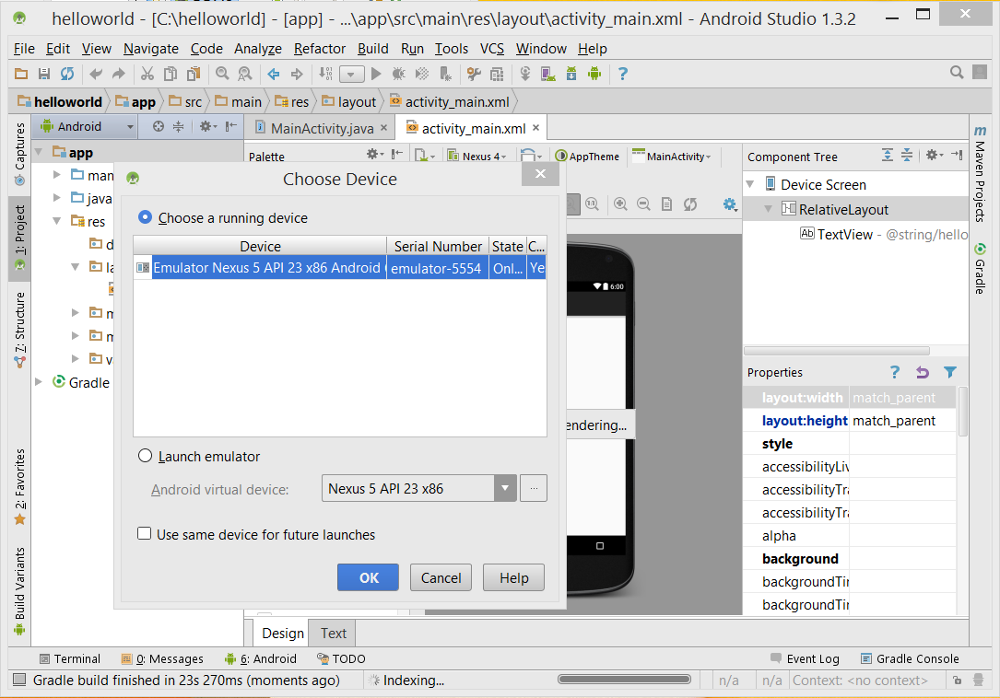 helloworld - [C:\helloworld] - [app] - ...\app\src\main\res\layout\activity_main.xml - Android Studio 1.3.2
File Edit View Navigate Code Analyze Refactor Build Run Tools VCS Window Help
helloworld app src main res layout activity_main.xml
Captures
1: Project
7: Structure
2: Favorites
Build Variants
Android
MainActivity.java
activity_main.xml
app
man
java
res
d
la
m
m
va
Gradle
Palette
Nexus 4
AppTheme
MainActivity
6:00
endering...
Choose Device
Choose a running device
Device Serial Number State C...
Emulator Nexus 5 API 23 x86 Android emulator-5554 Onl... Ye
Launch emulator
Android virtual device: Nexus 5 API 23 x86 ...
Use same device for future launches
OK Cancel Help
Component Tree
Device Screen
RelativeLayout
Ab TextView - @string/hello
Properties
layout:width match_parent
layout:height match_parent
style
accessibilityLiv
accessibilityTra
accessibilityTra
alpha
background
backgroundTin
backgroundTin
m Maven Projects
Gradle
Design Text
Terminal 0: Messages 6: Android TODO Event Log Gradle Console
Gradle build finished in 23s 270ms (moments ago) Indexing... n/a n/a Context: <no context>